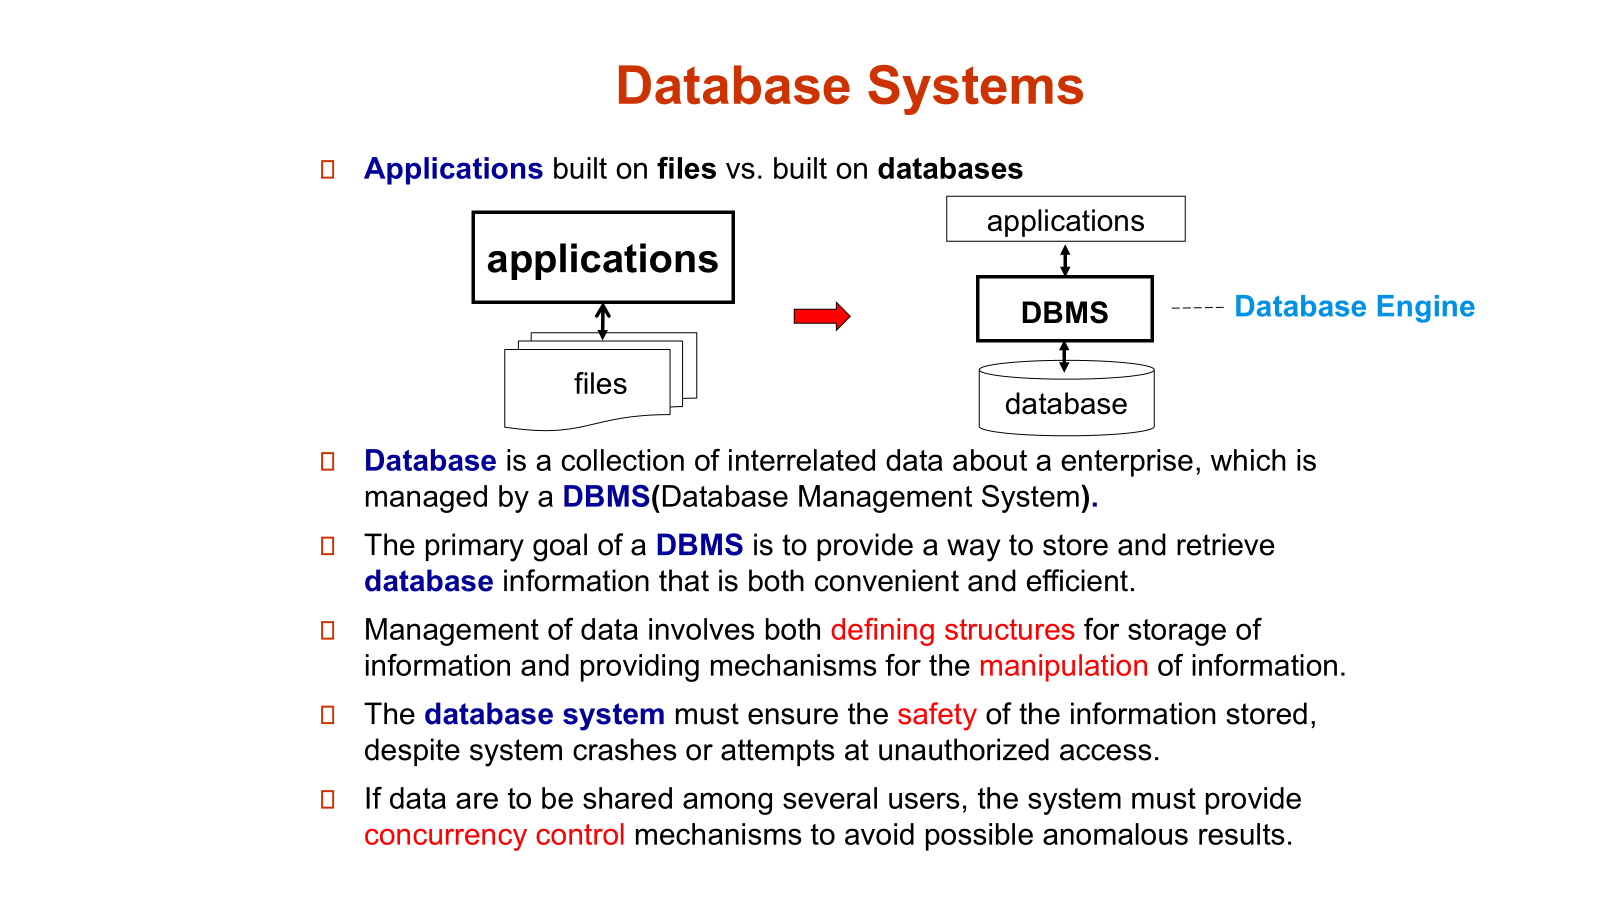 Database Systems
Applications built on files vs. built on databases
applications
files
applications
DBMS
Database Engine
database
Database is a collection of interrelated data about a enterprise, which is
managed by a DBMS(Database Management System).
The primary goal of a DBMS is to provide a way to store and retrieve
database information that is both convenient and efficient.
Management of data involves both defining structures for storage of
information and providing mechanisms for the manipulation of information.
The database system must ensure the safety of the information stored,
despite system crashes or attempts at unauthorized access.
If data are to be shared among several users, the system must provide
concurrency control mechanisms to avoid possible anomalous results.